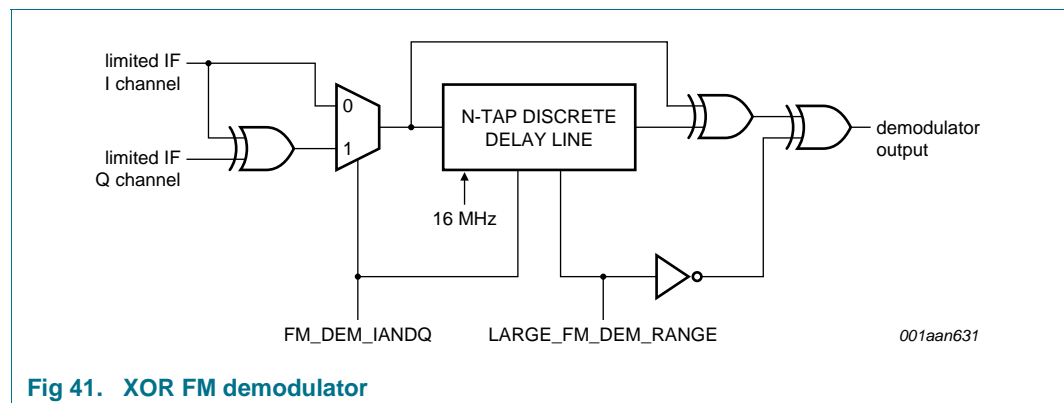 limited IF
I channel
0
N-TAP DISCRETE
DELAY LINE
demodulator
output
1
limited IF
Q channel
16 MHz
FM_DEM_IANDQ
LARGE_FM_DEM_RANGE
001aan631
Fig 41. XOR FM demodulator